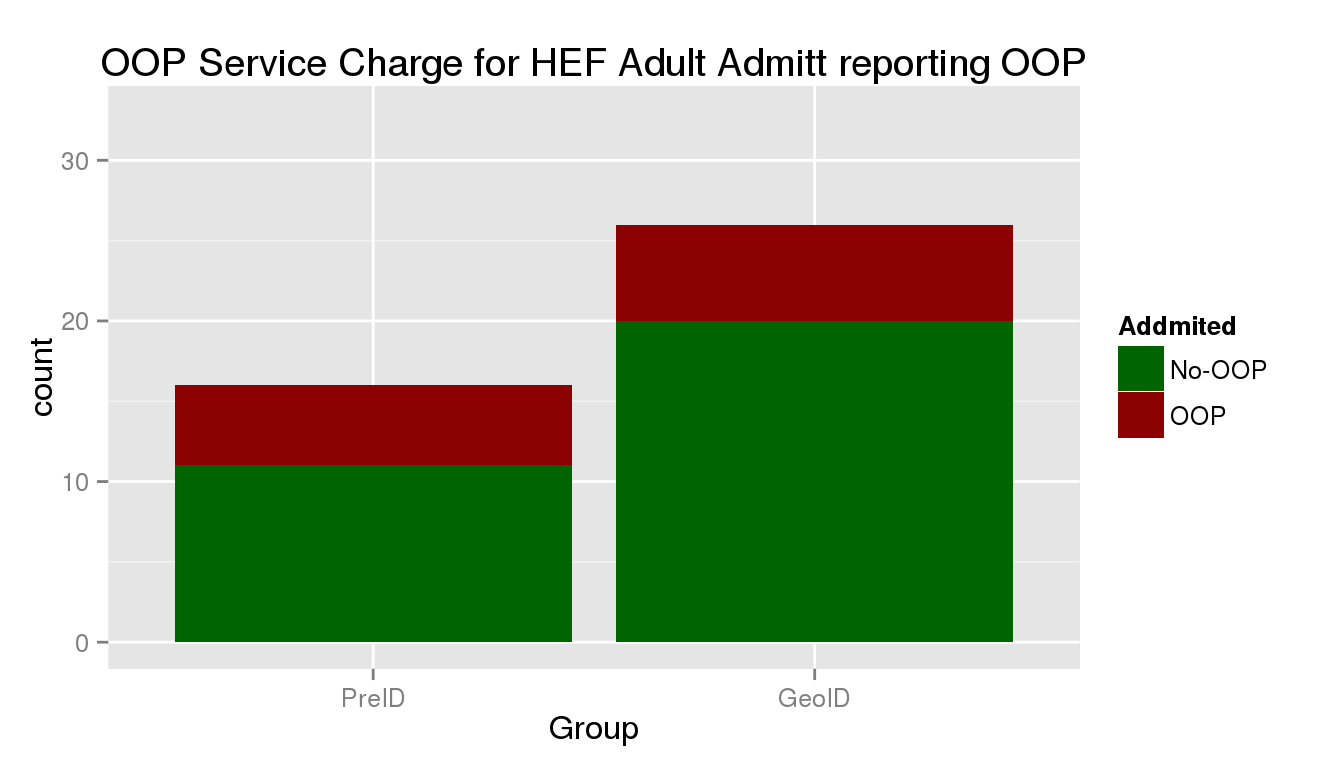 OOP Service Charge for HEF Adult Admitt reporting OOP
30
20
10
0
count
PreID
GeoID
Group
Addmited
No-OOP
OOP